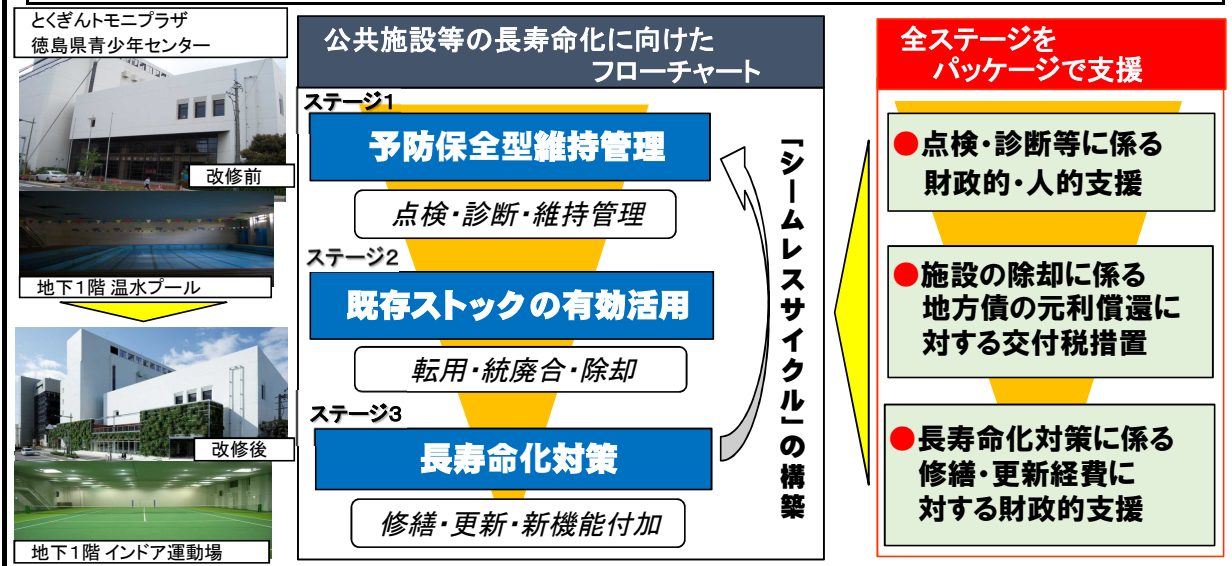 とくぎんトモニプラザ
徳島県青少年センター
改修前
地下1階 温水プール
改修後
地下1階 インドア運動場
公共施設等の長寿命化に向けた
フローチャート
ステージ1
予防保全型維持管理
点検・診断・維持管理
ステージ2
既存ストックの有効活用
転用・統廃合・除却
ステージ3
長寿命化対策
修繕・更新・新機能付加
「シームレスサイクル」の構築
全ステージを
パッケージで支援
●点検・診断等に係る
財政的・人的支援
●施設の除却に係る
地方債の元利償還に
対する交付税措置
●長寿命化対策に係る
修繕・更新経費に
対する財政的支援